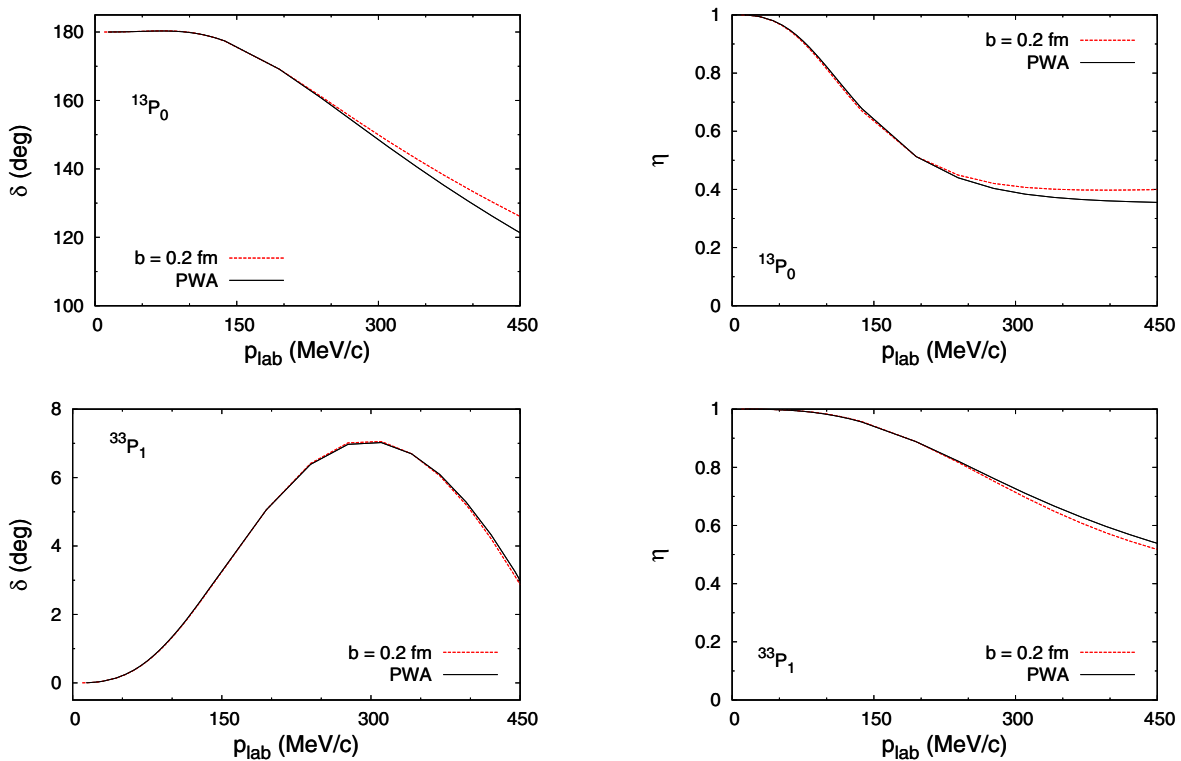 180
160
140
120
100
δ (deg)
¹³P₀
b = 0.2 fm
PWA
0 150 300 450
p_lab (MeV/c)
1
0.8
0.6
0.4
0.2
0
η
b = 0.2 fm
PWA
¹³P₀
0 150 300 450
p_lab (MeV/c)
8
6
4
2
0
δ (deg)
³³P₁
b = 0.2 fm
PWA
0 150 300 450
p_lab (MeV/c)
1
0.8
0.6
0.4
0.2
0
η
b = 0.2 fm
³³P₁
PWA
0 150 300 450
p_lab (MeV/c)